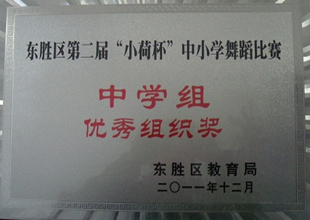 东胜区第二届“小荷杯”中小学舞蹈比赛
中学组
优秀组织奖
东胜区教育局
二〇一一年十二月